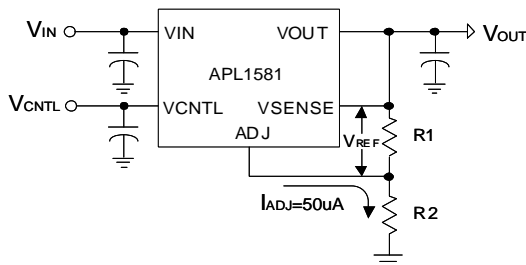 VIN
VIN
VOUT
VOUT
APL1581
VCNTL
VCNTL
VSENSE
ADJ
VREF
R1
IADJ=50uA
R2